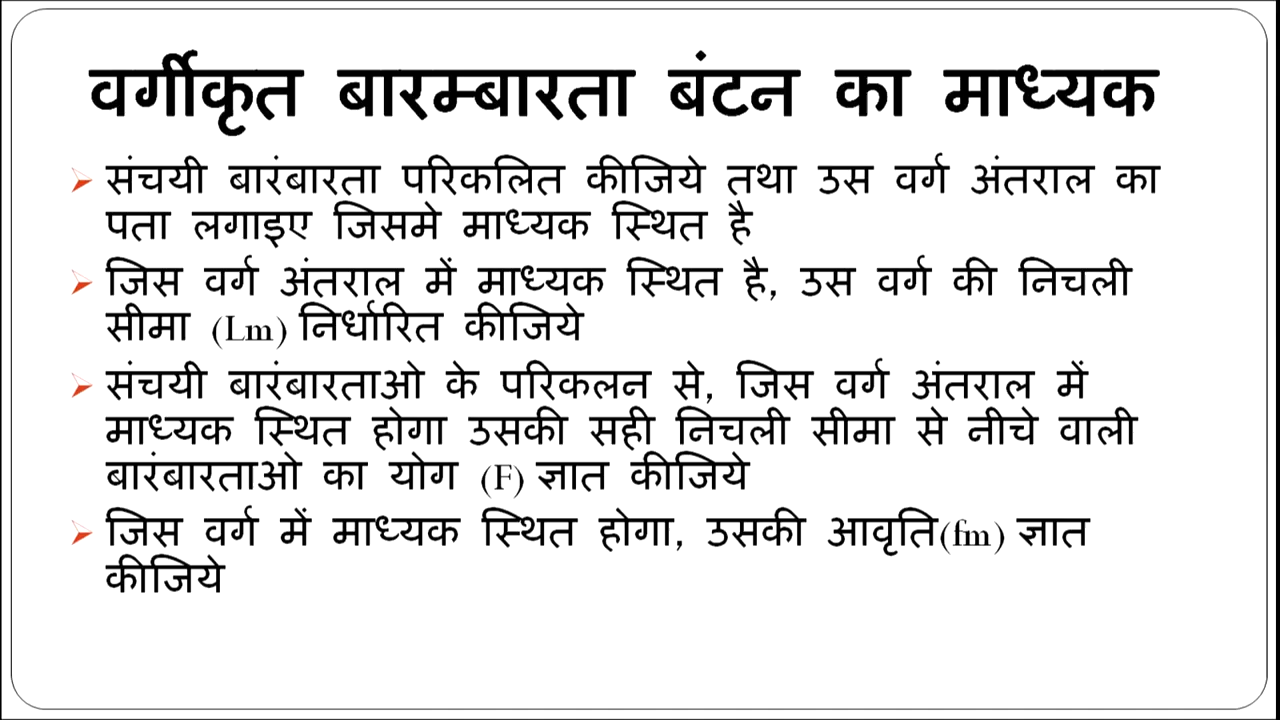 वर्गीकृत बारम्बारता बंटन का माध्यक
संचयी बारंबारता परिकलित कीजिये तथा उस वर्ग अंतराल का
पता लगाइए जिसमे माध्यक स्थित है
जिस वर्ग अंतराल में माध्यक स्थित है, उस वर्ग की निचली
सीमा (Lm) निर्धारित कीजिये
संचयी बारंबारताओ के परिकलन से, जिस वर्ग अंतराल में
माध्यक स्थित होगा उसकी सही निचली सीमा से नीचे वाली
बारंबारताओ का योग (F) ज्ञात कीजिये
जिस वर्ग में माध्यक स्थित होगा, उसकी आवृति(fm) ज्ञात
कीजिये